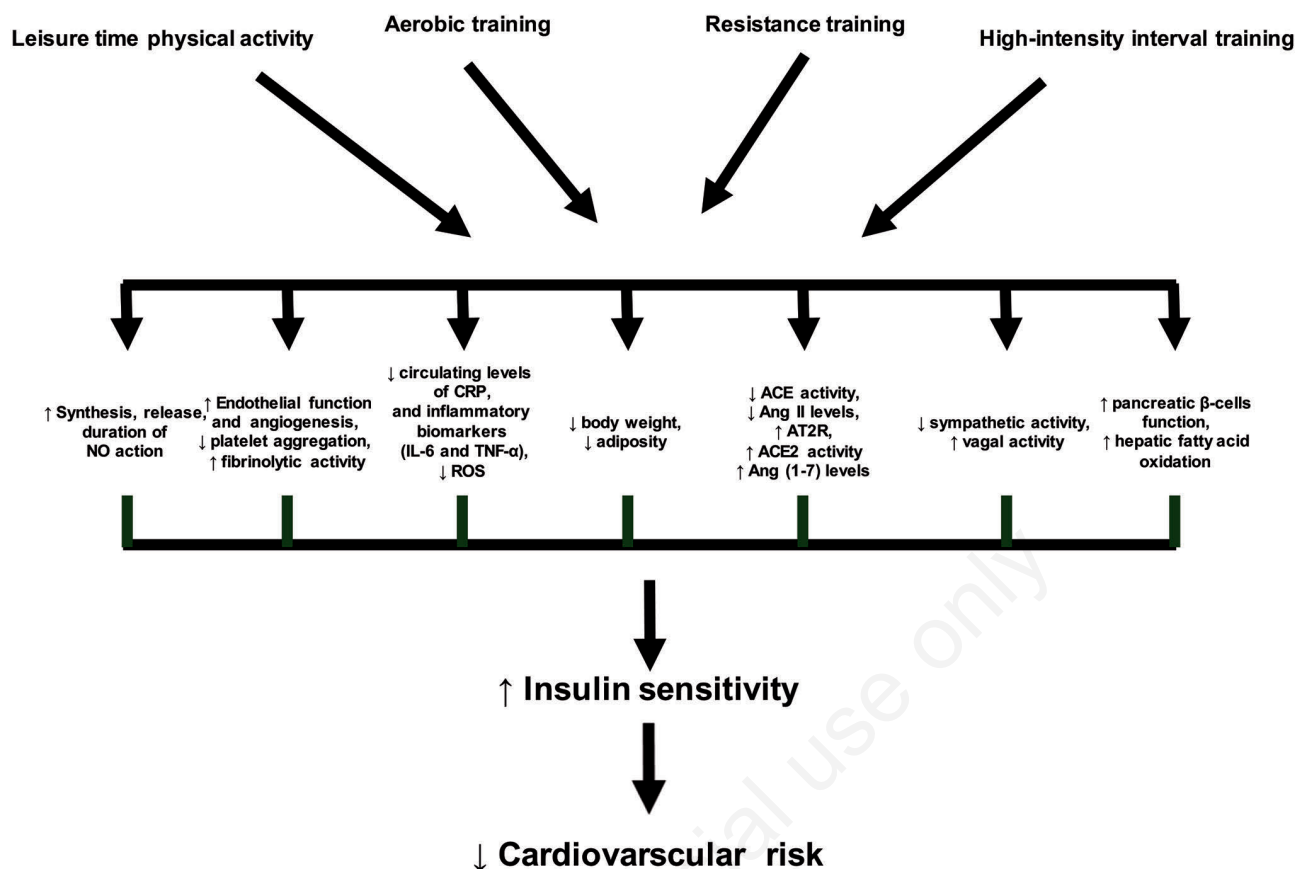 Leisure time physical activity
Aerobic training
Resistance training
High-intensity interval training
↑ Synthesis, release,
duration of
NO action
↑ Endothelial function
and angiogenesis,
↓ platelet aggregation,
↑ fibrinolytic activity
↓ circulating levels
of CRP,
and inflammatory
biomarkers
(IL-6 and TNF-α),
↓ ROS
↓ body weight,
↓ adiposity
↓ ACE activity,
↓ Ang II levels,
↑ AT2R,
↑ ACE2 activity
↑ Ang (1-7) levels
↓ sympathetic activity,
↑ vagal activity
↑ pancreatic β-cells
function,
↑ hepatic fatty acid
oxidation
↑ Insulin sensitivity
↓ Cardiovarscular risk
use only